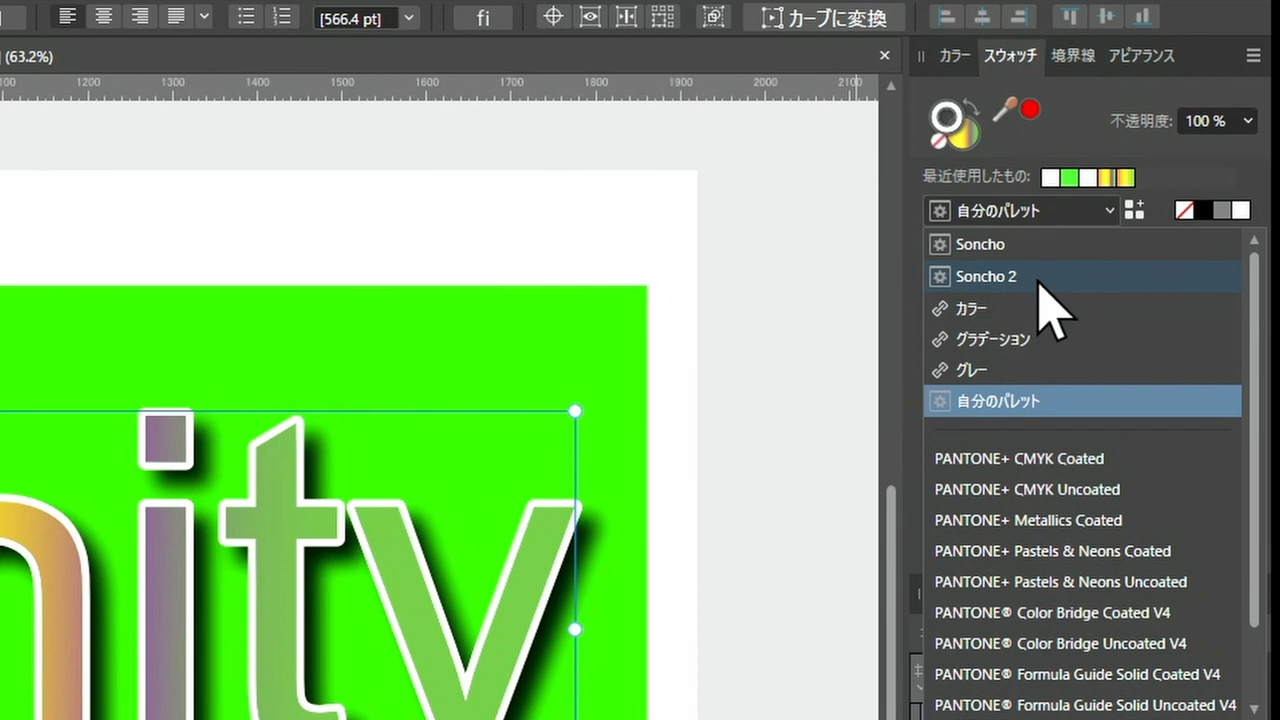 [566.4 pt]
fi
カーブに変換
(63.2%)
カラー
スウォッチ
境界線
アピアランス
1200
1300
1400
1500
1600
1700
1800
1900
2000
不透明度:
100 %
最近使用したもの:
自分のパレット
Soncho
Soncho 2
カラー
グラデーション
グレー
自分のパレット
PANTONE+ CMYK Coated
PANTONE+ CMYK Uncoated
PANTONE+ Metallics Coated
PANTONE+ Pastels & Neons Coated
PANTONE+ Pastels & Neons Uncoated
PANTONE® Color Bridge Coated V4
PANTONE® Color Bridge Uncoated V4
PANTONE® Formula Guide Solid Coated V4
PANTONE® Formula Guide Solid Uncoated V4
nity